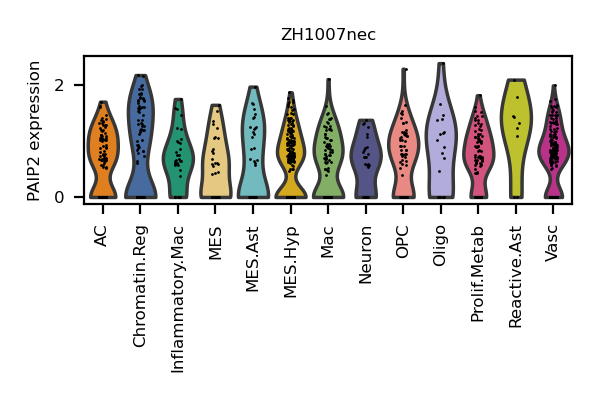 ZH1007nec
PAIP2 expression
2
0
AC
Chromatin.Reg
Inflammatory.Mac
MES
MES.Ast
MES.Hyp
Mac
Neuron
OPC
Oligo
Prolif.Metab
Reactive.Ast
Vasc